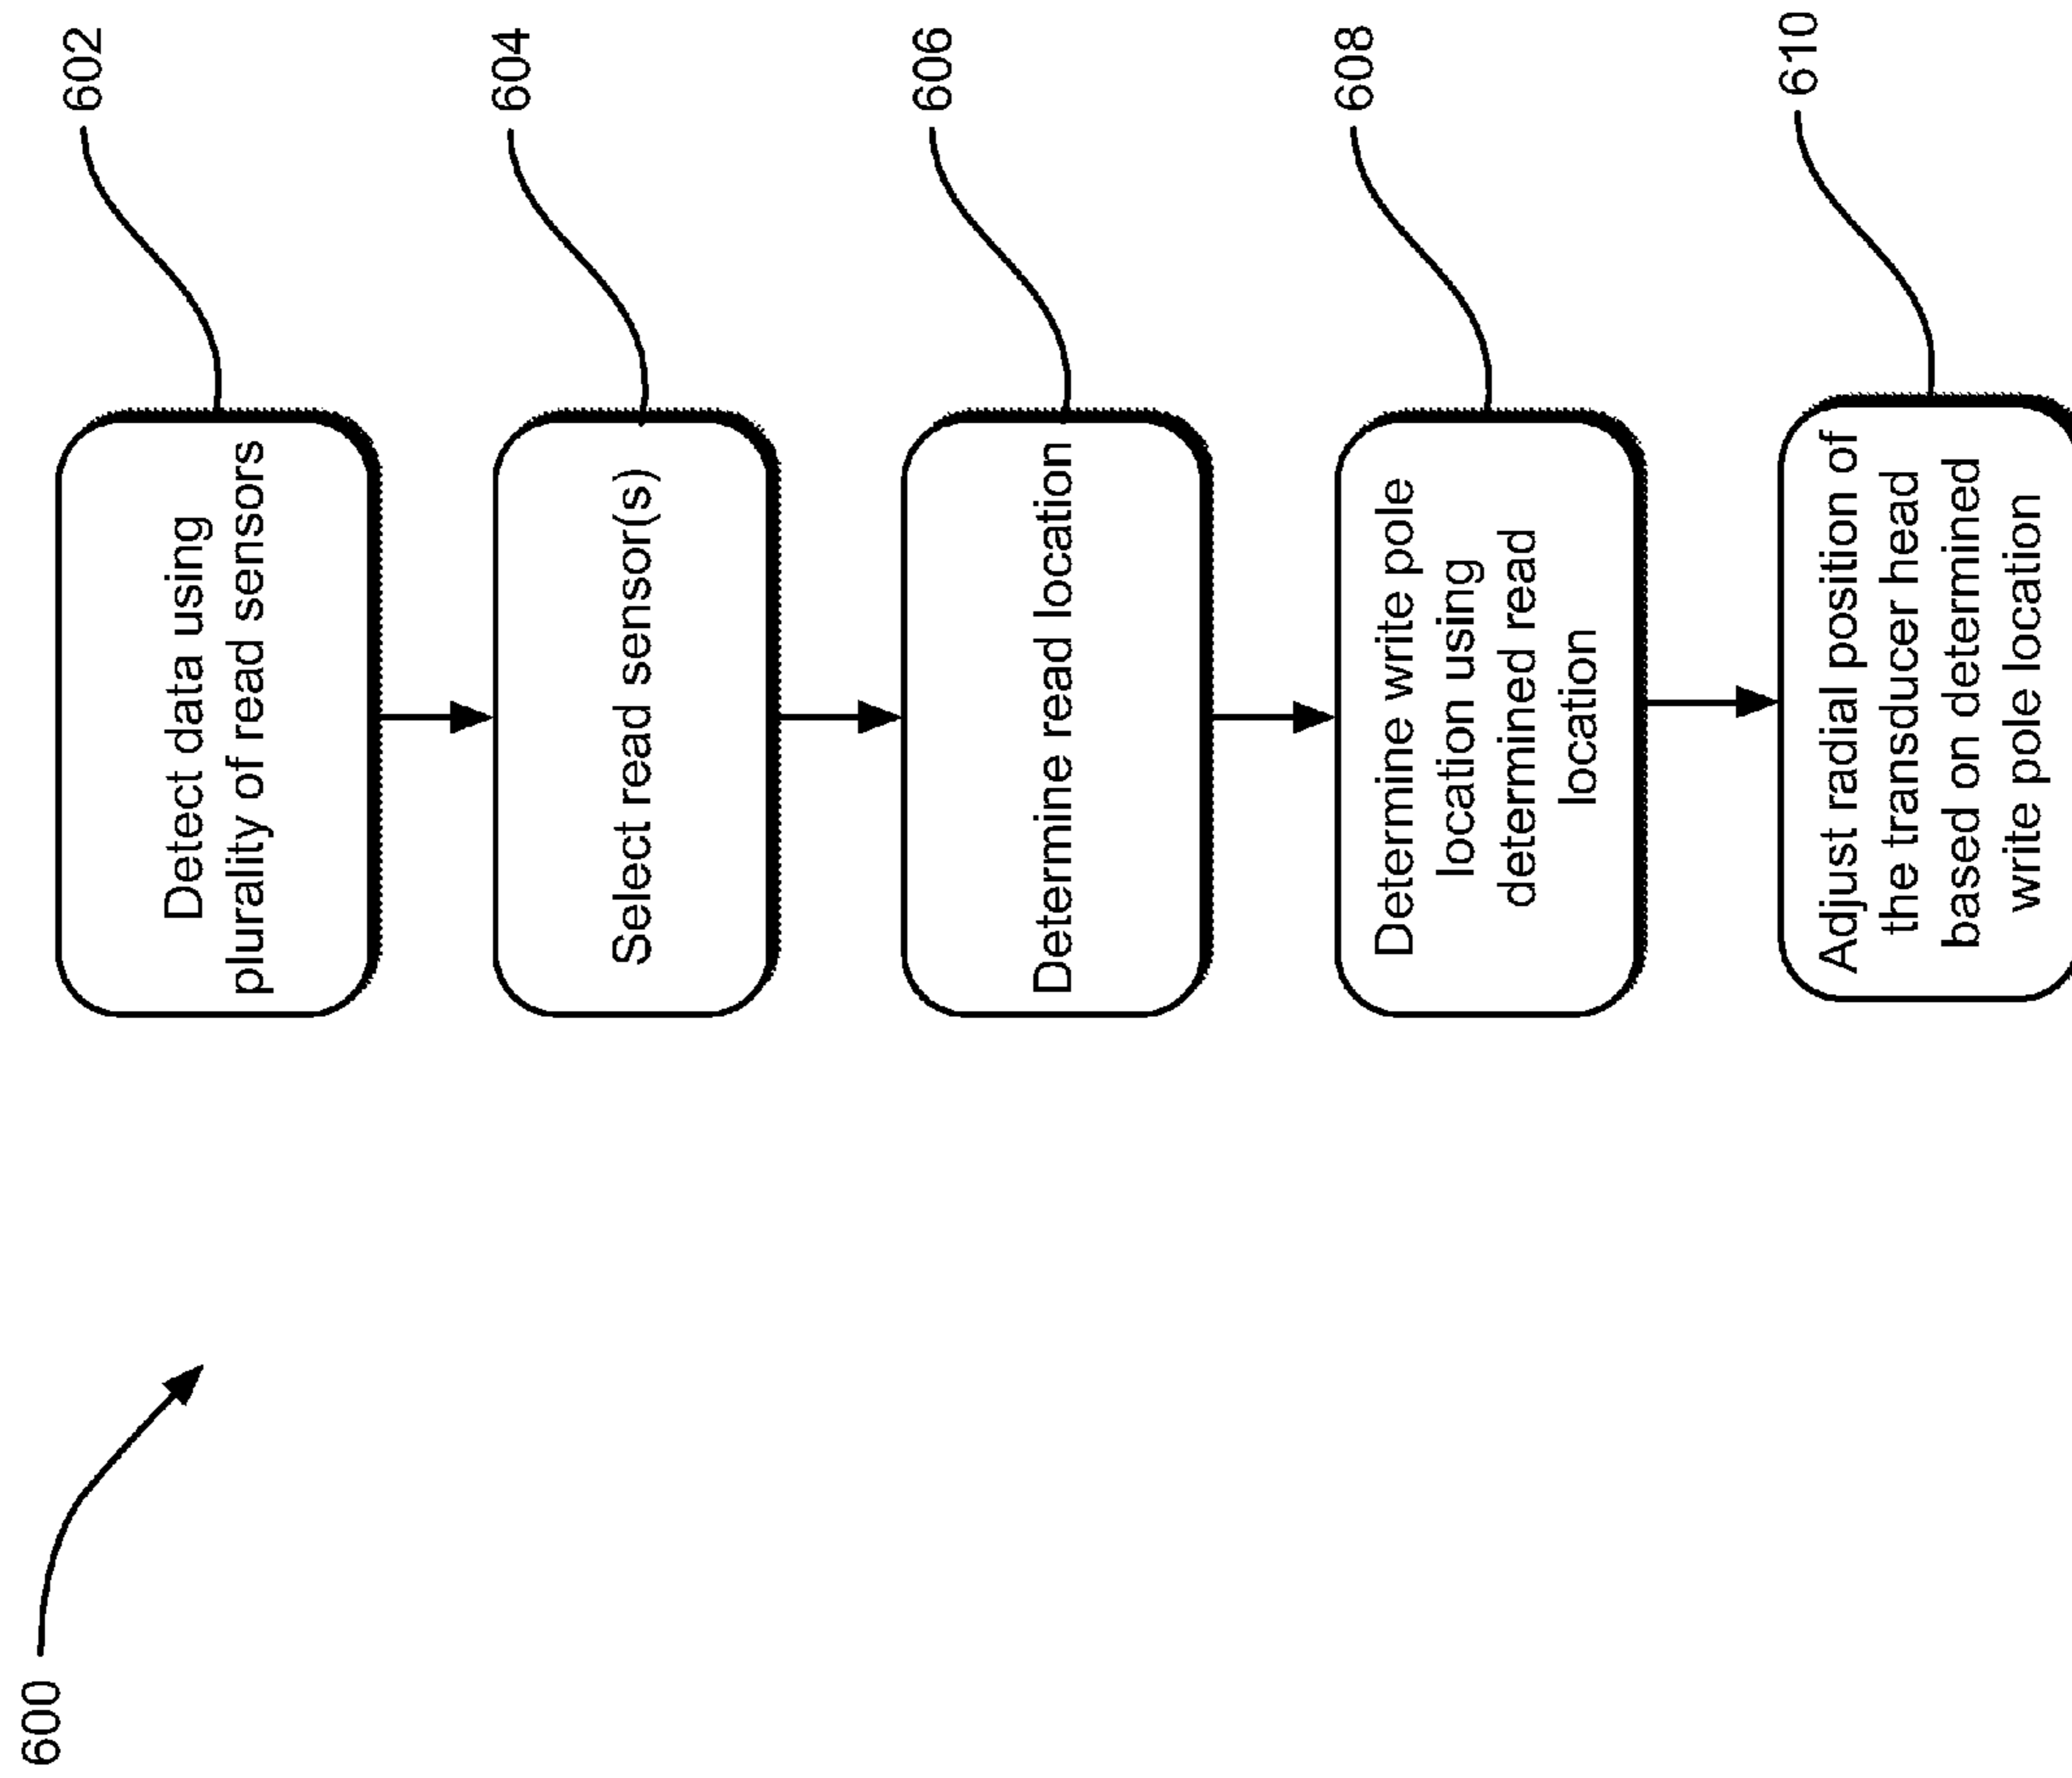 600
602
Detect data using
plurality of read sensors
604
Select read sensor(s)
606
Determine read location
608
Determine write pole
location using
determined read
location
610
Adjust radial position of
the transducer head
based on determined
write pole location